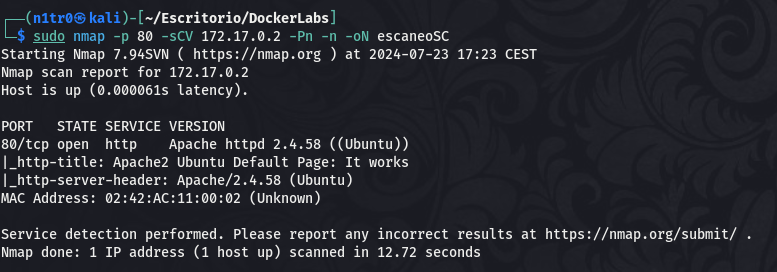 ┌──(n1tr0㉿kali)-[~/Escritorio/DockerLabs]
└─$ sudo nmap -p 80 -sCV 172.17.0.2 -Pn -n -oN escaneoSC
Starting Nmap 7.94SVN ( https://nmap.org ) at 2024-07-23 17:23 CEST
Nmap scan report for 172.17.0.2
Host is up (0.000061s latency).

PORT   STATE SERVICE VERSION
80/tcp open  http    Apache httpd 2.4.58 ((Ubuntu))
|_http-title: Apache2 Ubuntu Default Page: It works
|_http-server-header: Apache/2.4.58 (Ubuntu)
MAC Address: 02:42:AC:11:00:02 (Unknown)

Service detection performed. Please report any incorrect results at https://nmap.org/submit/ .
Nmap done: 1 IP address (1 host up) scanned in 12.72 seconds